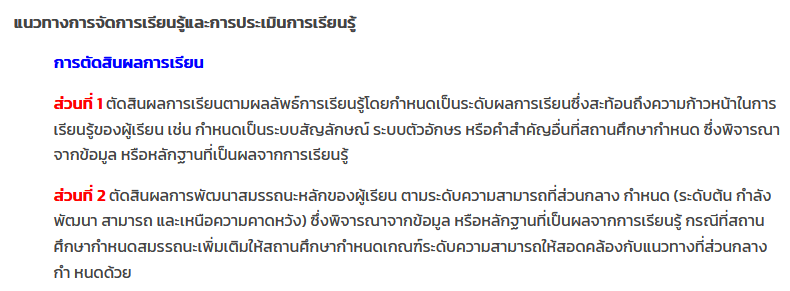 แนวทางการจัดการเรียนรู้และการประเมินการเรียนรู้
การตัดสินผลการเรียน
ส่วนที่ 1 ตัดสินผลการเรียนตามผลลัพธ์การเรียนรู้โดยกำหนดเป็นระดับผลการเรียนซึ่งสะท้อนถึงความก้าวหน้าในการ
เรียนรู้ของผู้เรียน เช่น กำหนดเป็นระบบสัญลักษณ์ ระบบตัวอักษร หรือคำสำคัญอื่นที่สถานศึกษากำหนด ซึ่งพิจารณา
จากข้อมูล หรือหลักฐานที่เป็นผลจากการเรียนรู้
ส่วนที่ 2 ตัดสินผลการพัฒนาสมรรถนะหลักของผู้เรียน ตามระดับความสามารถที่ส่วนกลาง กำหนด (ระดับต้น กำลัง
พัฒนา สามารถ และเหนือความคาดหวัง) ซึ่งพิจารณาจากข้อมูล หรือหลักฐานที่เป็นผลจากการเรียนรู้ กรณีที่สถาน
ศึกษากำหนดสมรรถนะเพิ่มเติมให้สถานศึกษากำหนดเกณฑ์ระดับความสามารถให้สอดคล้องกับแนวทางที่ส่วนกลาง
กำ หนดด้วย